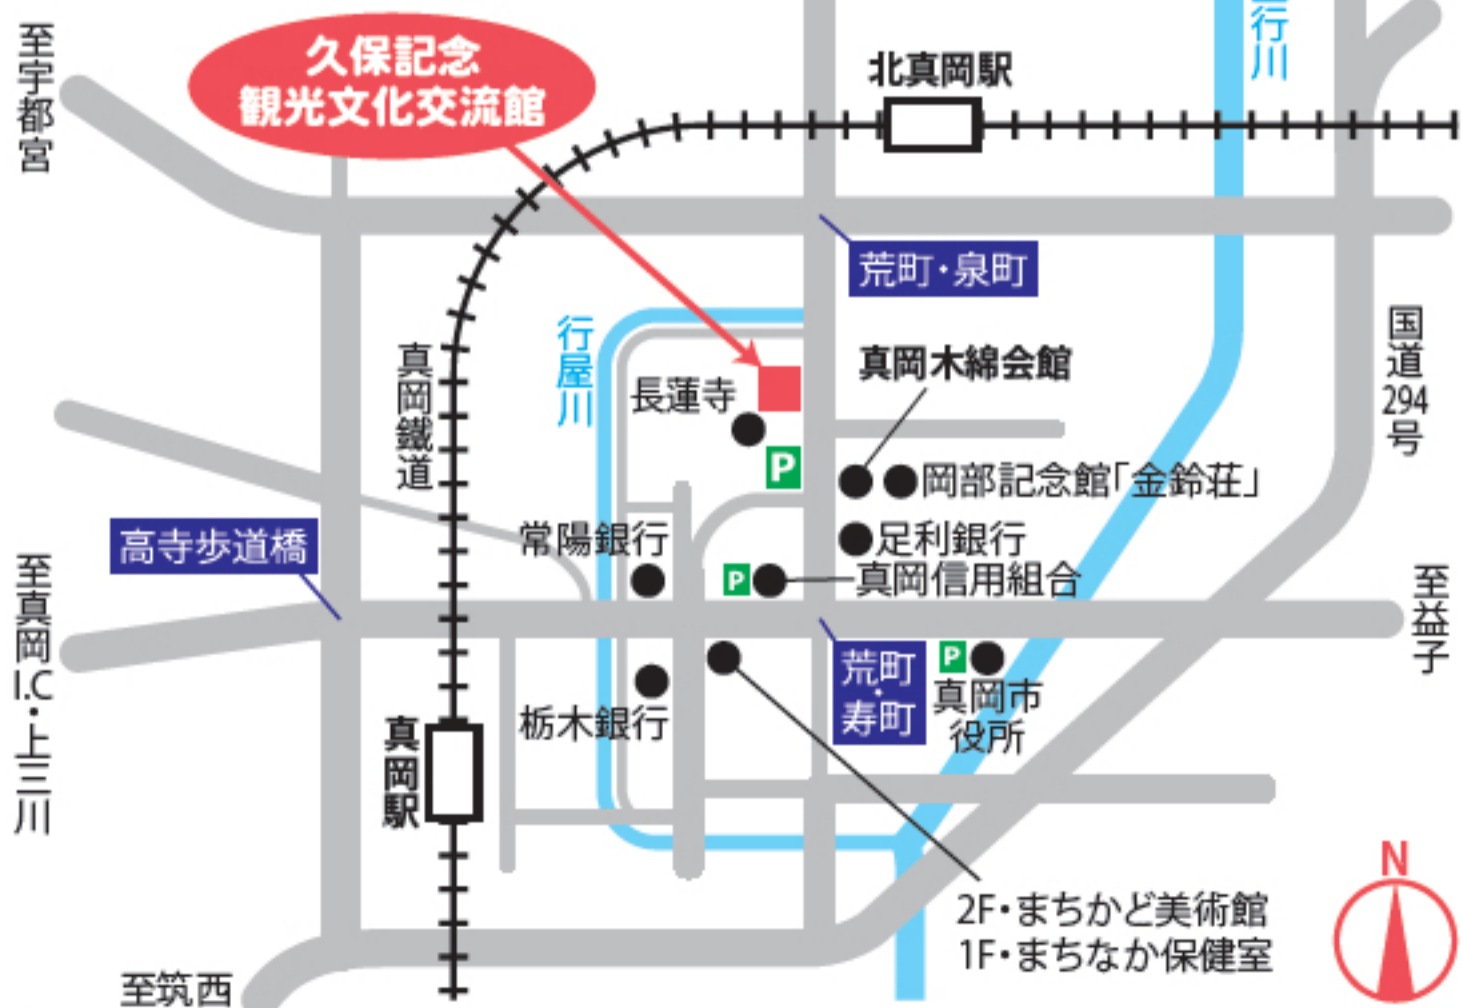 至宇都宮
久保記念
観光文化交流館
北真岡駅
行川
荒町・泉町
国道294号
行屋川
真岡鐵道
長蓮寺
真岡木綿会館
P
岡部記念館「金鈴荘」
高寺歩道橋
常陽銀行
足利銀行
P
真岡信用組合
至真岡I.C・上三川
至益子
荒町・寿町
P
真岡市
役所
栃木銀行
真岡駅
2F・まちかど美術館
1F・まちなか保健室
N
至筑西